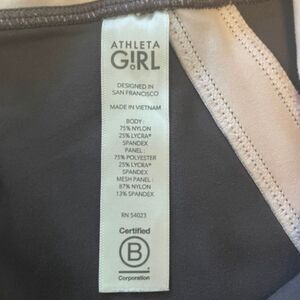 ATHLETA
G!RL
DESIGNED IN
SAN FRANCISCO
MADE IN VIETNAM
BODY:
75% NYLON
25% LYCRA®
SPANDEX
PANEL:
75% POLYESTER
25% LYCRA®
SPANDEX
MESH PANEL:
87% NYLON
13% SPANDEX
RN 54023
Certified
B
Corporation